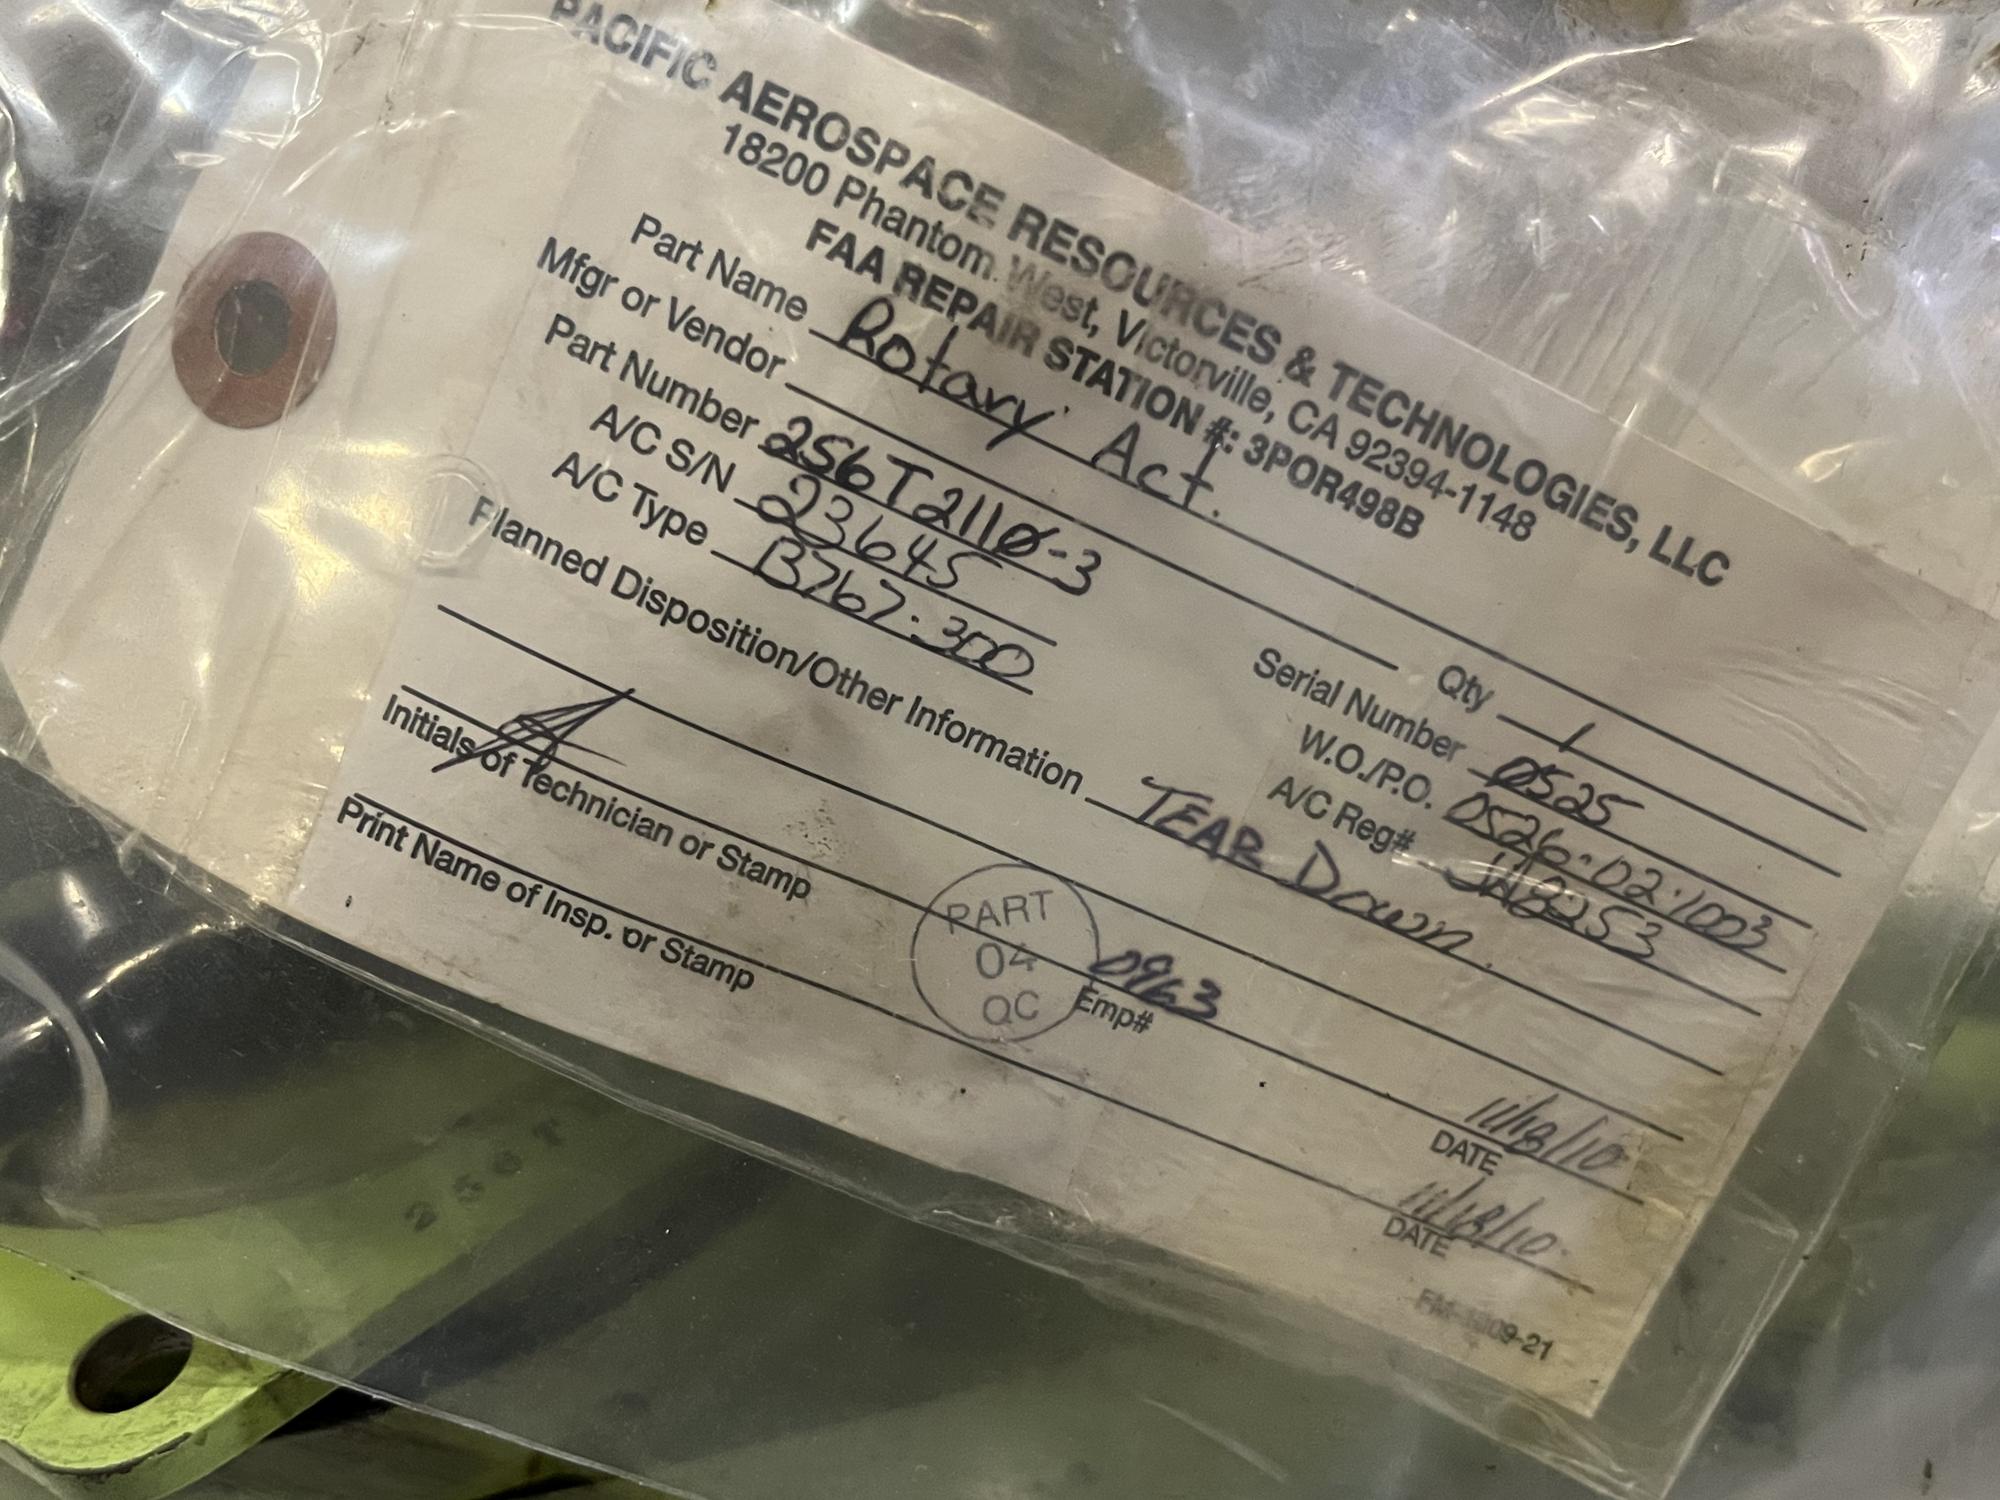 PACIFIC AEROSPACE RESOURCES & TECHNOLOGIES, LLC
18200 Phantom West, Victorville, CA 92394-1148
FAA REPAIR STATION #: 3POR498B
Part Name Rotary Act. Qty 1
Mfgr or Vendor
Part Number 256T2110-3 Serial Number 0525
A/C S/N 23645 W.O./P.O. 0526-02-1003
A/C Type B767-300 A/C Reg# JA8253
Planned Disposition/Other Information TEAR Down.
0963
11/18/10
Initials of Technician or Stamp Emp# DATE
PART
04
QC
11/18/10
Print Name of Insp. or Stamp DATE